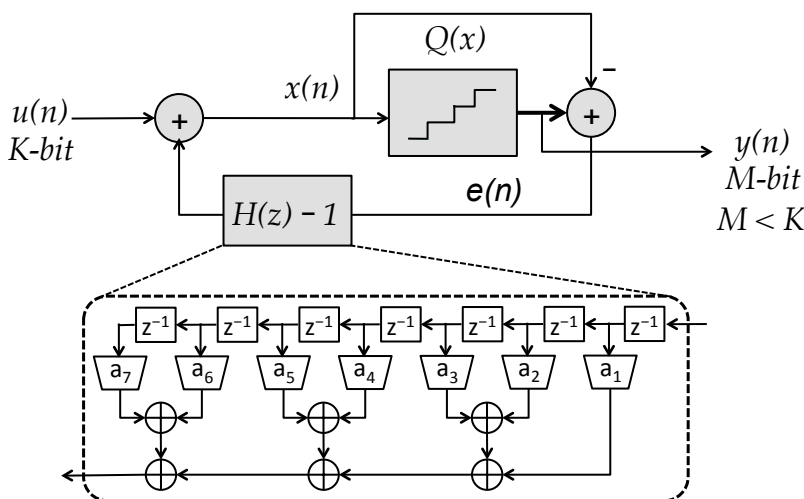 Q(x)
−
u(n)
K-bit
+
x(n)
+
y(n)
M-bit
M < K
e(n)
H(z) − 1
z⁻¹ z⁻¹ z⁻¹ z⁻¹ z⁻¹ z⁻¹ z⁻¹
a₇ a₆ a₅ a₄ a₃ a₂ a₁